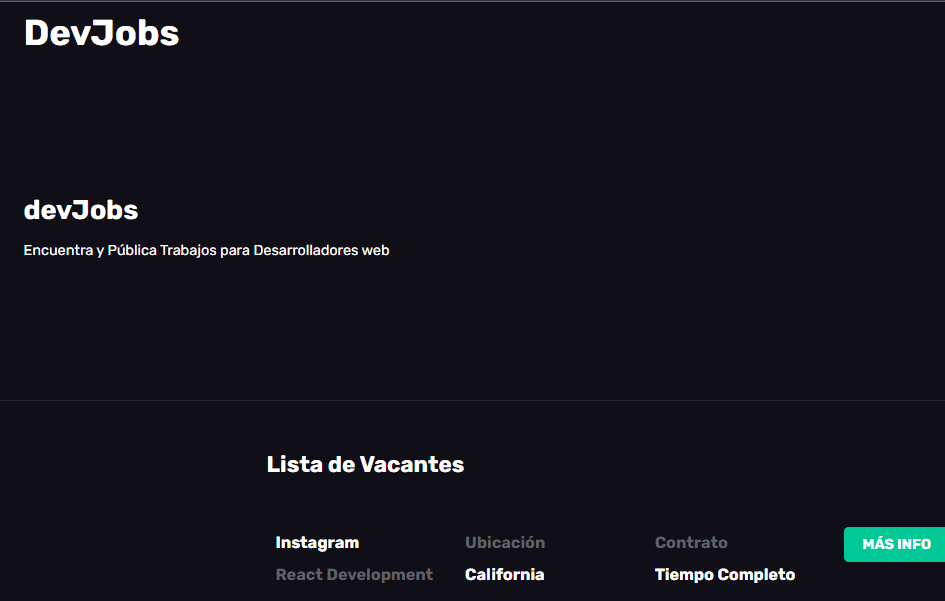 DevJobs
devJobs
Encuentra y Pública Trabajos para Desarrolladores web
Lista de Vacantes
Instagram Ubicación Contrato MÁS INFO
React Development California Tiempo Completo